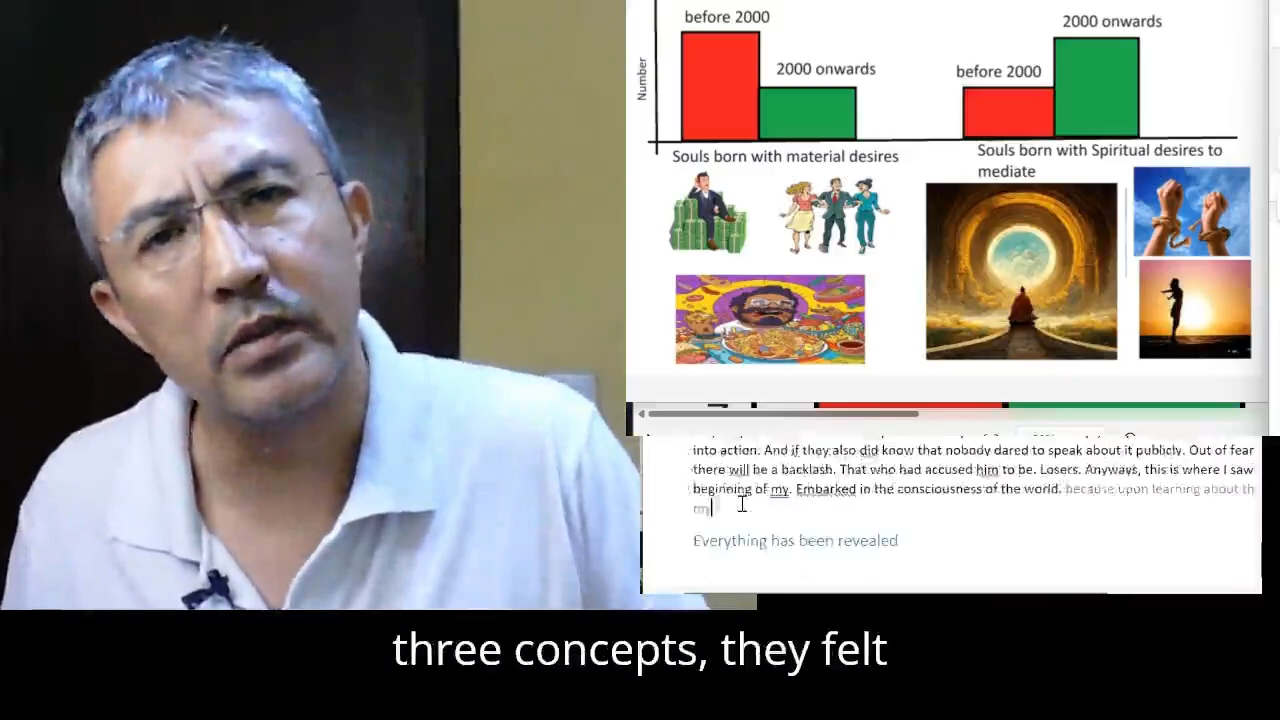 before 2000
2000 onwards
2000 onwards
before 2000
Number
Souls born with material desires
Souls born with Spiritual desires to
mediate
into action. And if they also did know that nobody dared to speak about it publicly. Out of fear
there will be a backlash. That who had accused him to be. Losers. Anyways, this is where I saw
beginning of my. Embarked in the consciousness of the world. because upon learning about th
my
Everything has been revealed
three concepts, they felt